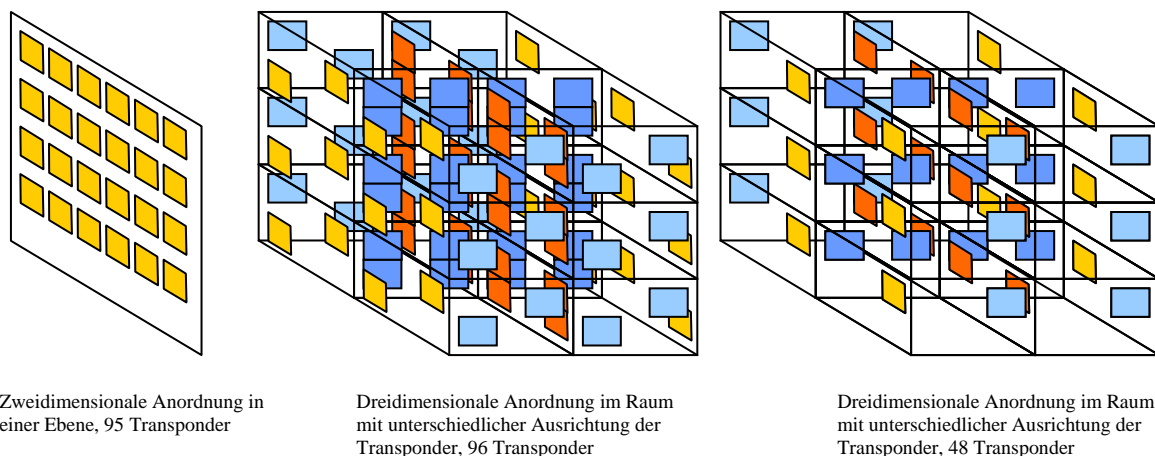 Zweidimensionale Anordnung in
einer Ebene, 95 Transponder
Dreidimensionale Anordnung im Raum
mit unterschiedlicher Ausrichtung der
Transponder, 96 Transponder
Dreidimensionale Anordnung im Raum
mit unterschiedlicher Ausrichtung der
Transponder, 48 Transponder